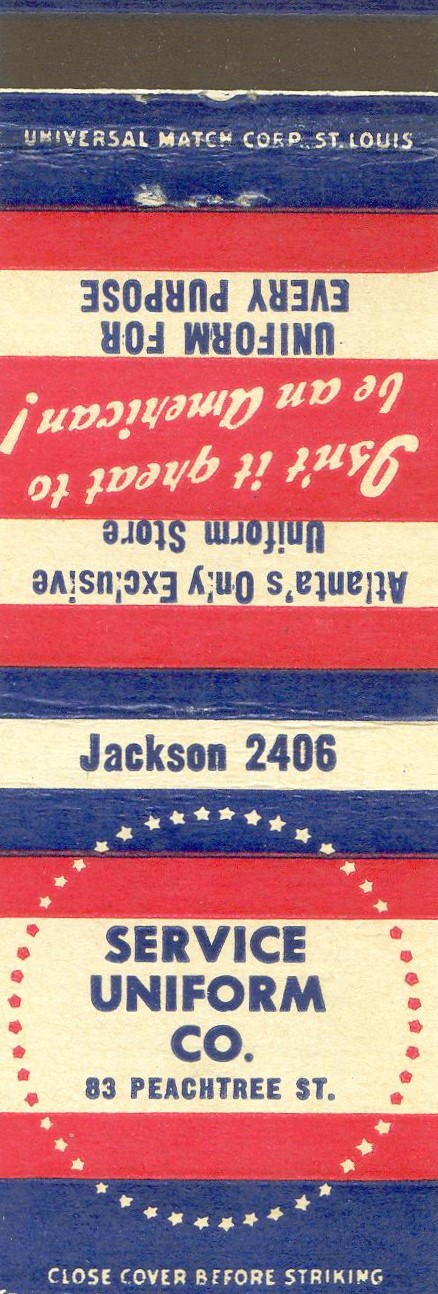 UNIVERSAL MATCH CORP., ST. LOUIS
Atlanta's Only Exclusive
Uniform Store
Isn't it great to
be an American!
UNIFORM FOR
EVERY PURPOSE
Jackson 2406
SERVICE
UNIFORM
CO.
83 PEACHTREE ST.
CLOSE COVER BEFORE STRIKING